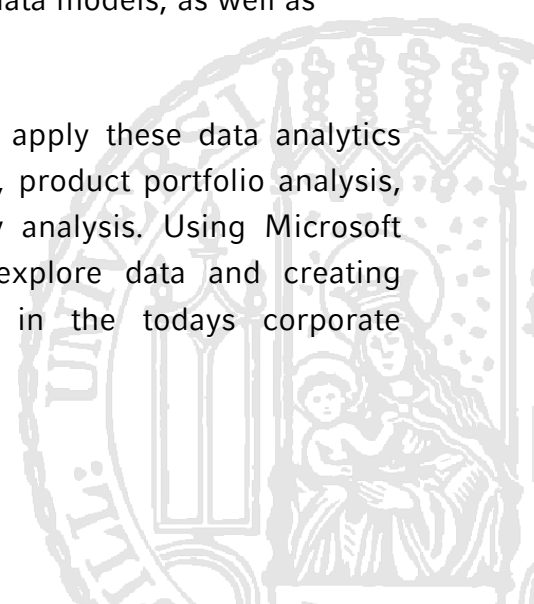 data models, as well as
apply these data analytics
, product portfolio analysis,
y analysis. Using Microsoft
explore data and creating
in the todays corporate
UNIVERSI